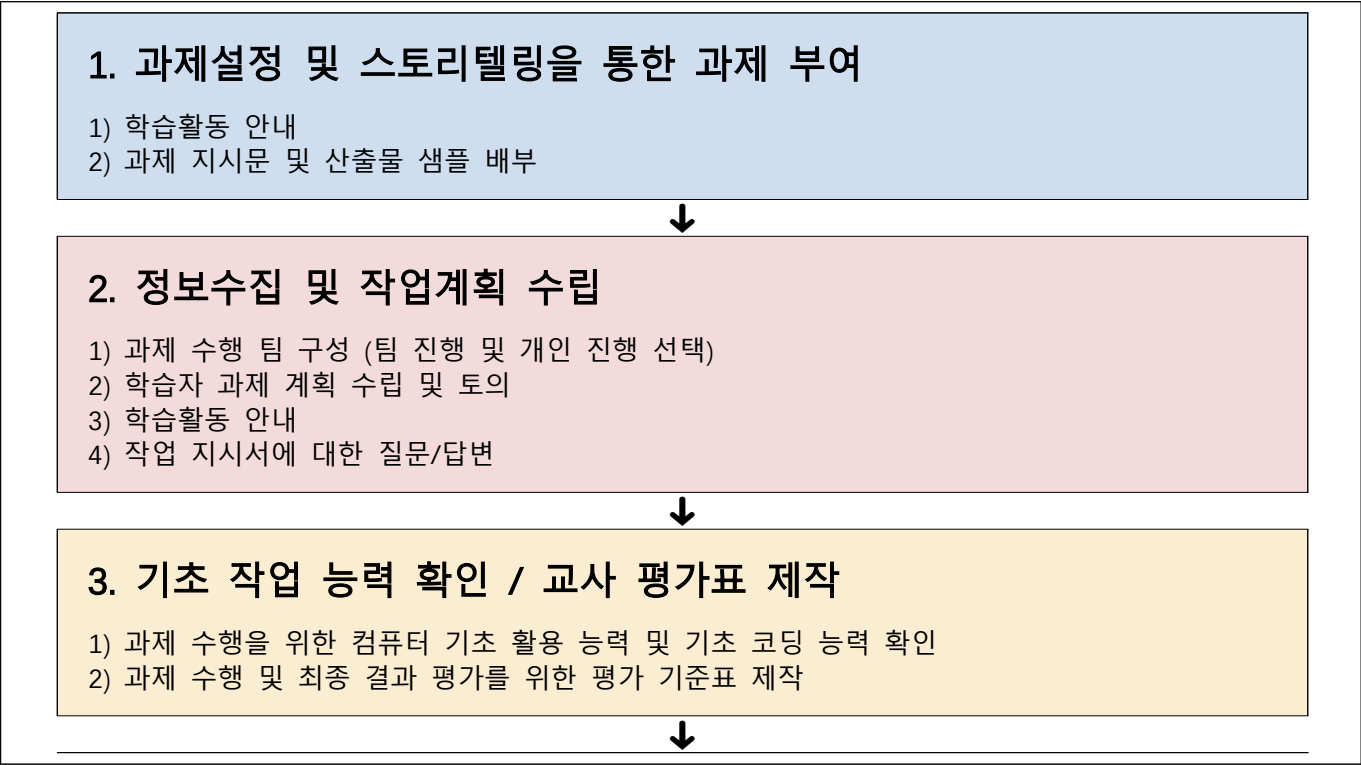 1. 과제설정 및 스토리텔링을 통한 과제 부여
1) 학습활동 안내
2) 과제 지시문 및 산출물 샘플 배부
2. 정보수집 및 작업계획 수립
1) 과제 수행 팀 구성 (팀 진행 및 개인 진행 선택)
2) 학습자 과제 계획 수립 및 토의
3) 학습활동 안내
4) 작업 지시서에 대한 질문/답변
3. 기초 작업 능력 확인 / 교사 평가표 제작
1) 과제 수행을 위한 컴퓨터 기초 활용 능력 및 기초 코딩 능력 확인
2) 과제 수행 및 최종 결과 평가를 위한 평가 기준표 제작